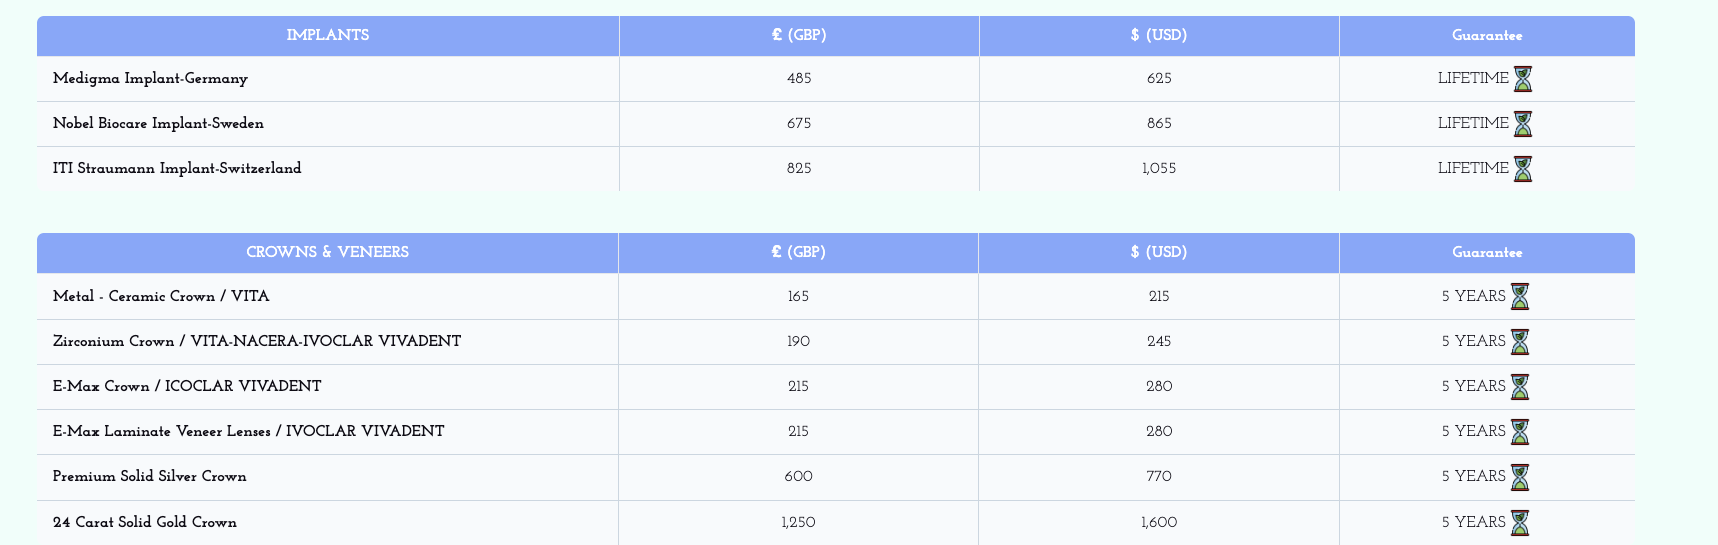 IMPLANTS £ (GBP) $ (USD) Guarantee
Medigma Implant-Germany 485 625 LIFETIME
Nobel Biocare Implant-Sweden 675 865 LIFETIME
ITI Straumann Implant-Switzerland 825 1,055 LIFETIME
CROWNS & VENEERS £ (GBP) $ (USD) Guarantee
Metal - Ceramic Crown / VITA 165 215 5 YEARS
Zirconium Crown / VITA-NACERA-IVOCLAR VIVADENT 190 245 5 YEARS
E-Max Crown / ICOCLAR VIVADENT 215 280 5 YEARS
E-Max Laminate Veneer Lenses / IVOCLAR VIVADENT 215 280 5 YEARS
Premium Solid Silver Crown 600 770 5 YEARS
24 Carat Solid Gold Crown 1,250 1,600 5 YEARS